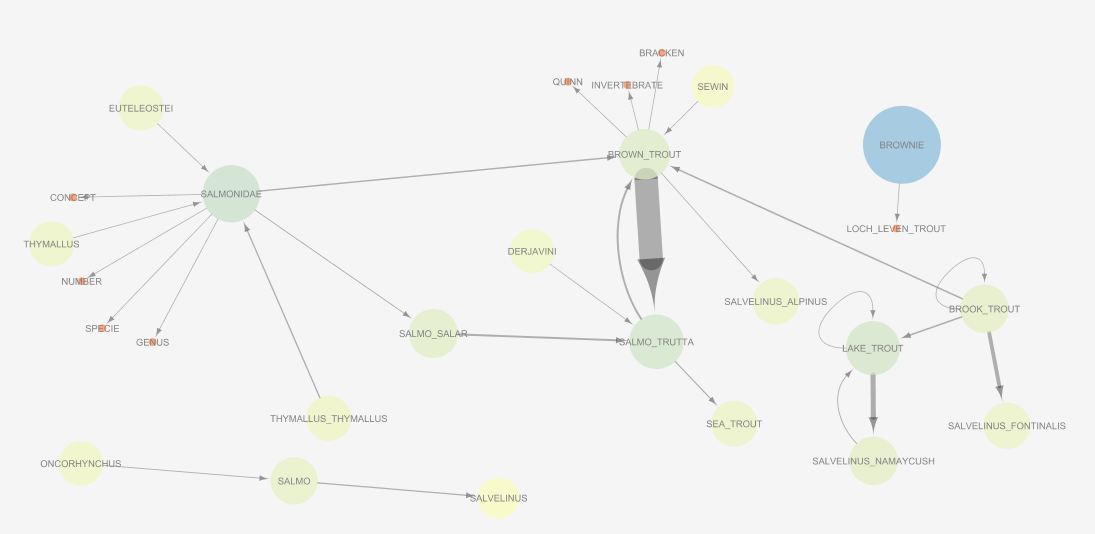 BRACKEN
QUINN
INVERTEBRATE
SEWIN
EUTELEOSTEI
BROWNIE
BROWN_TROUT
SALMONIDAE
CONCEPT
LOCH_LEVEN_TROUT
THYMALLUS
DERJAVINI
NUMBER
SALVELINUS_ALPINUS
BROOK_TROUT
SPECIE
SALMO_SALAR
GENUS
SALMO_TRUTTA
LAKE_TROUT
THYMALLUS_THYMALLUS
SEA_TROUT
SALVELINUS_FONTINALIS
ONCORHYNCHUS
SALVELINUS_NAMAYCUSH
SALMO
SALVELINUS